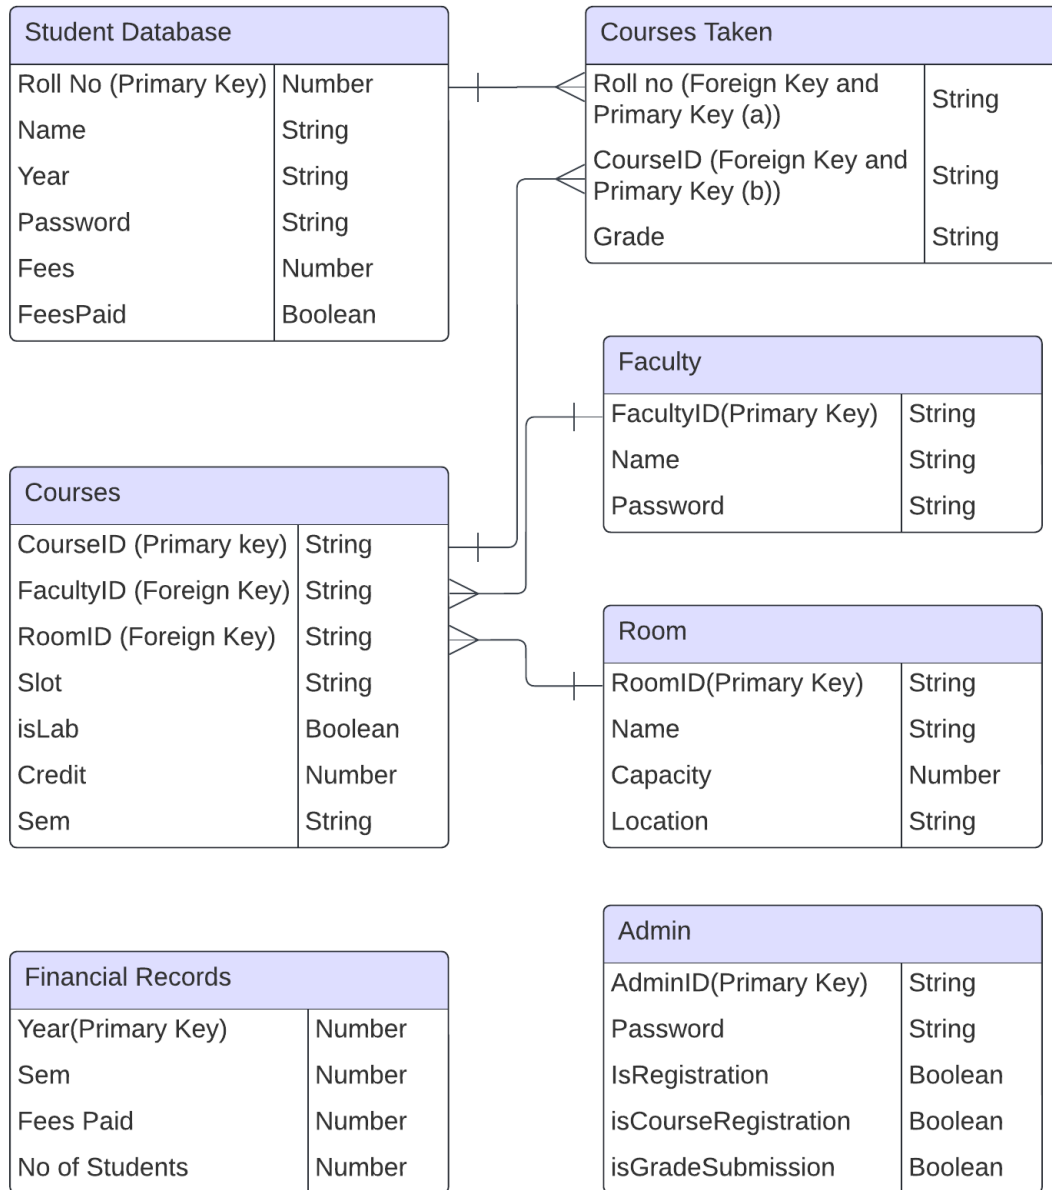 Student Database
Roll No (Primary Key) Number
Name String
Year String
Password String
Fees Number
FeesPaid Boolean
Courses Taken
Roll no (Foreign Key and
Primary Key (a)) String
CourseID (Foreign Key and
Primary Key (b)) String
Grade String
Faculty
FacultyID(Primary Key) String
Name String
Password String
Courses
CourseID (Primary key) String
FacultyID (Foreign Key) String
RoomID (Foreign Key) String
Slot String
isLab Boolean
Credit Number
Sem String
Room
RoomID(Primary Key) String
Name String
Capacity Number
Location String
Financial Records
Year(Primary Key) Number
Sem Number
Fees Paid Number
No of Students Number
Admin
AdminID(Primary Key) String
Password String
IsRegistration Boolean
isCourseRegistration Boolean
isGradeSubmission Boolean